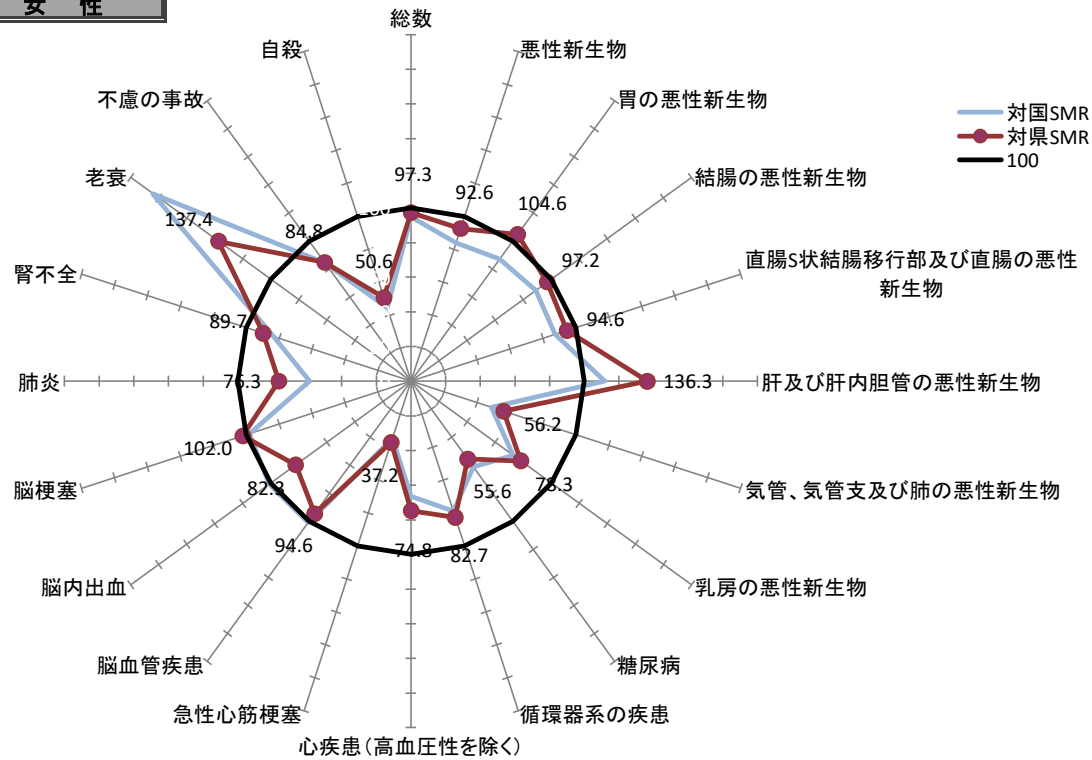 女 性
総数
悪性新生物
胃の悪性新生物
結腸の悪性新生物
直腸S状結腸移行部及び直腸の悪性
新生物
肝及び肝内胆管の悪性新生物
気管、気管支及び肺の悪性新生物
乳房の悪性新生物
糖尿病
循環器系の疾患
心疾患（高血圧性を除く）
急性心筋梗塞
脳血管疾患
脳内出血
脳梗塞
肺炎
腎不全
老衰
不慮の事故
自殺
97.3
92.6
104.6
97.2
94.6
136.3
56.2
78.3
55.6
82.7
74.8
37.2
94.6
82.3
102.0
76.3
89.7
137.4
84.8
50.6
対国SMR
対県SMR
100